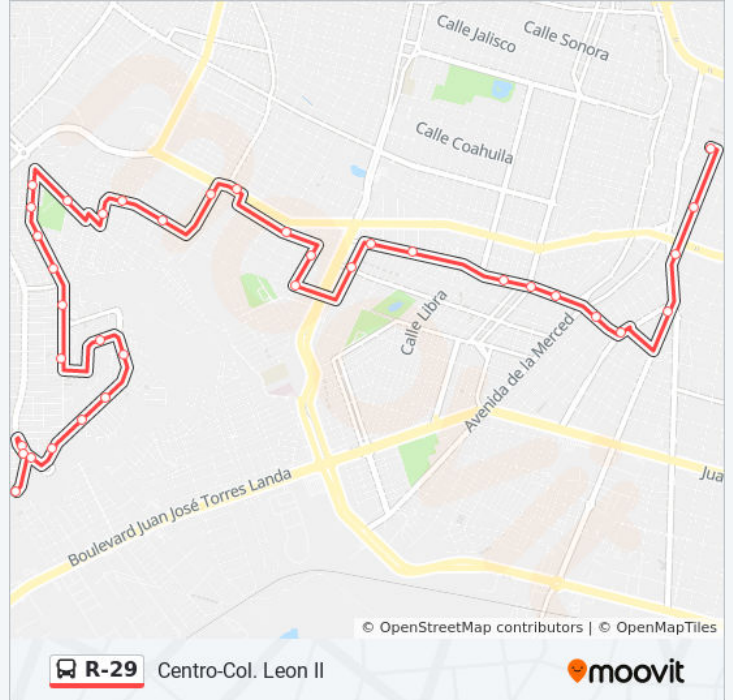 Calle Jalisco
Calle Sonora
Calle Coahuila
Calle Libra
Avenida de la Merced
Boulevard Juan José Torres Landa
Jua
© OpenStreetMap contributors | © OpenMapTiles
R-29 Centro-Col. Leon II
moovit